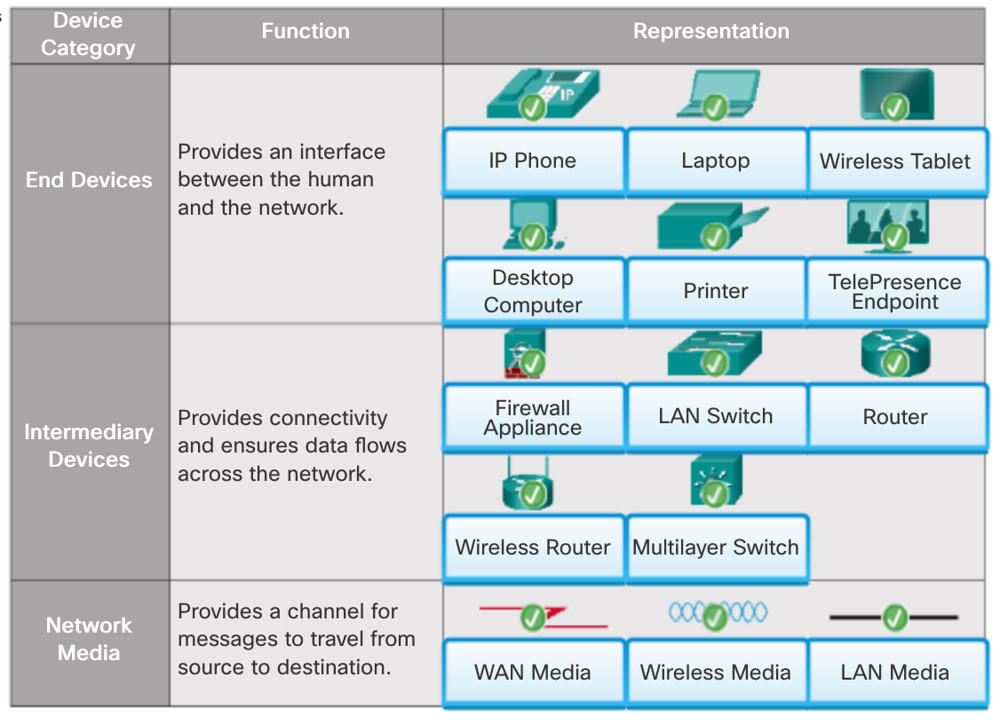 s
Device
Category
Function
Representation
End Devices
Provides an interface
between the human
and the network.
IP
IP Phone
Laptop
Wireless Tablet
Desktop
Computer
Printer
TelePresence
Endpoint
Intermediary
Devices
Provides connectivity
and ensures data flows
across the network.
Firewall
Appliance
LAN Switch
Router
Wireless Router
Multilayer Switch
Network
Media
Provides a channel for
messages to travel from
source to destination.
WAN Media
Wireless Media
LAN Media